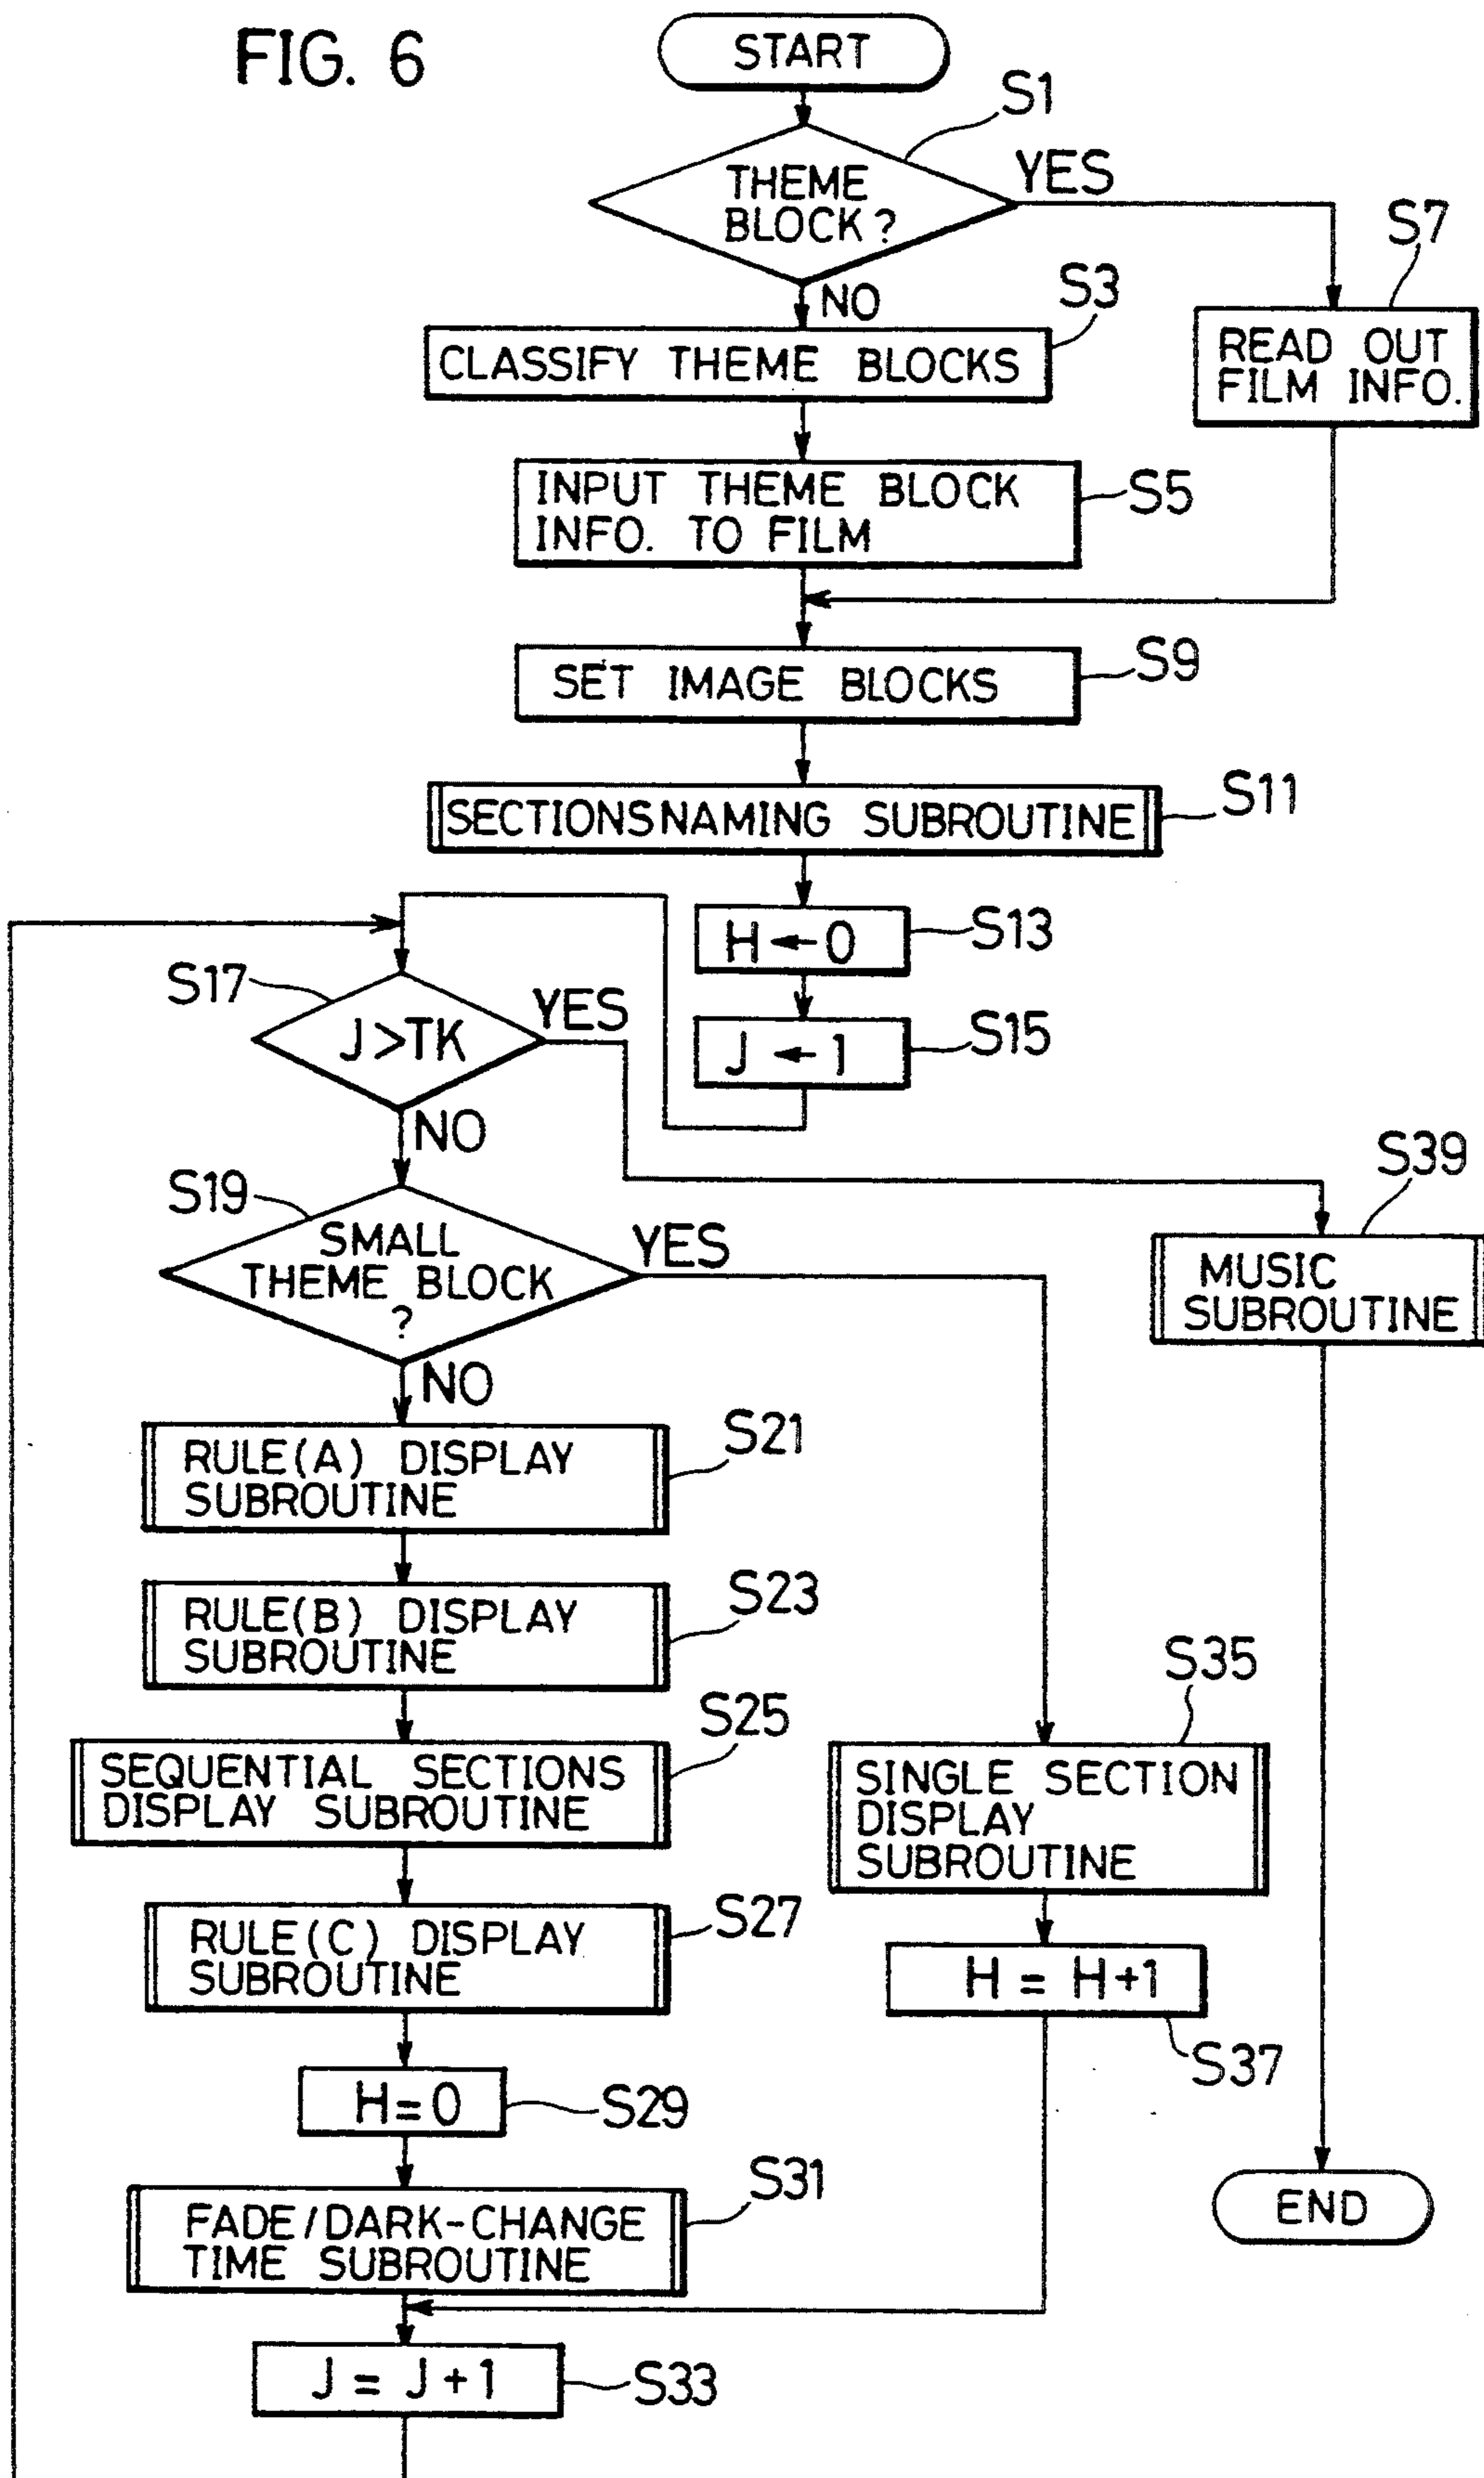 FIG. 6
START
S1
THEME
BLOCK?
YES
S7
NO
S3
CLASSIFY THEME BLOCKS
READ OUT
FILM INFO.
INPUT THEME BLOCK
INFO. TO FILM
S5
SET IMAGE BLOCKS
S9
SECTIONSNAMING SUBROUTINE
S11
H ← 0
S13
S17
J>TK
YES
J ← 1
S15
NO
S39
S19
SMALL
THEME BLOCK
?
YES
MUSIC
SUBROUTINE
NO
RULE(A) DISPLAY
SUBROUTINE
S21
RULE(B) DISPLAY
SUBROUTINE
S23
S35
SEQUENTIAL SECTIONS
DISPLAY SUBROUTINE
S25
SINGLE SECTION
DISPLAY
SUBROUTINE
RULE(C) DISPLAY
SUBROUTINE
S27
H = H+1
S37
H=0
S29
FADE/DARK-CHANGE
TIME SUBROUTINE
S31
END
J = J+1
S33